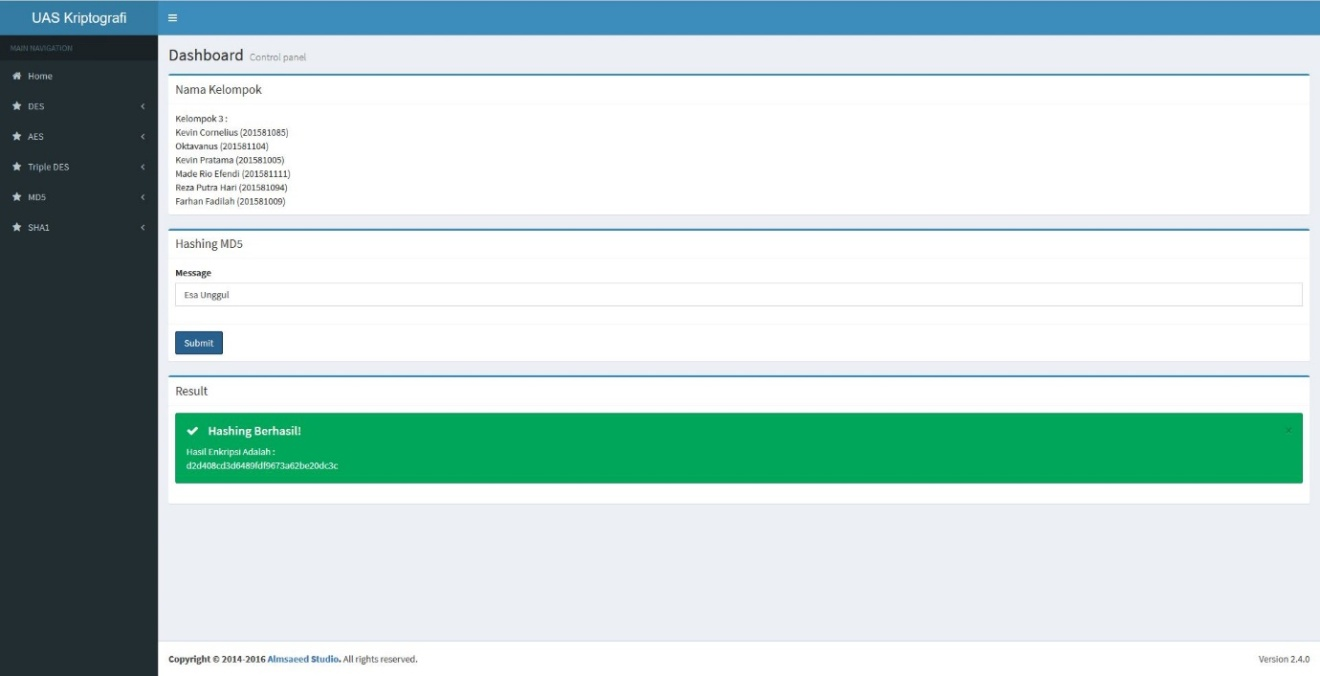 UAS Kriptografi
MAIN NAVIGATION
Home
DES
AES
Triple DES
MD5
SHA1
Dashboard Control panel
Nama Kelompok
Kelompok 3 :
Kevin Cornelius (201581085)
Oktavanus (201581104)
Kevin Pratama (201581005)
Made Rio Efendi (201581111)
Reza Putra Hari (201581094)
Farhan Fadilah (201581009)
Hashing MD5
Message
Esa Unggul
Submit
Result
Hashing Berhasil!
Hasil Enkripsi Adalah :
d2d408cd3d6489fdf9673a62be20dc3c
Copyright © 2014-2016 Almsaeed Studio. All rights reserved.
Version 2.4.0